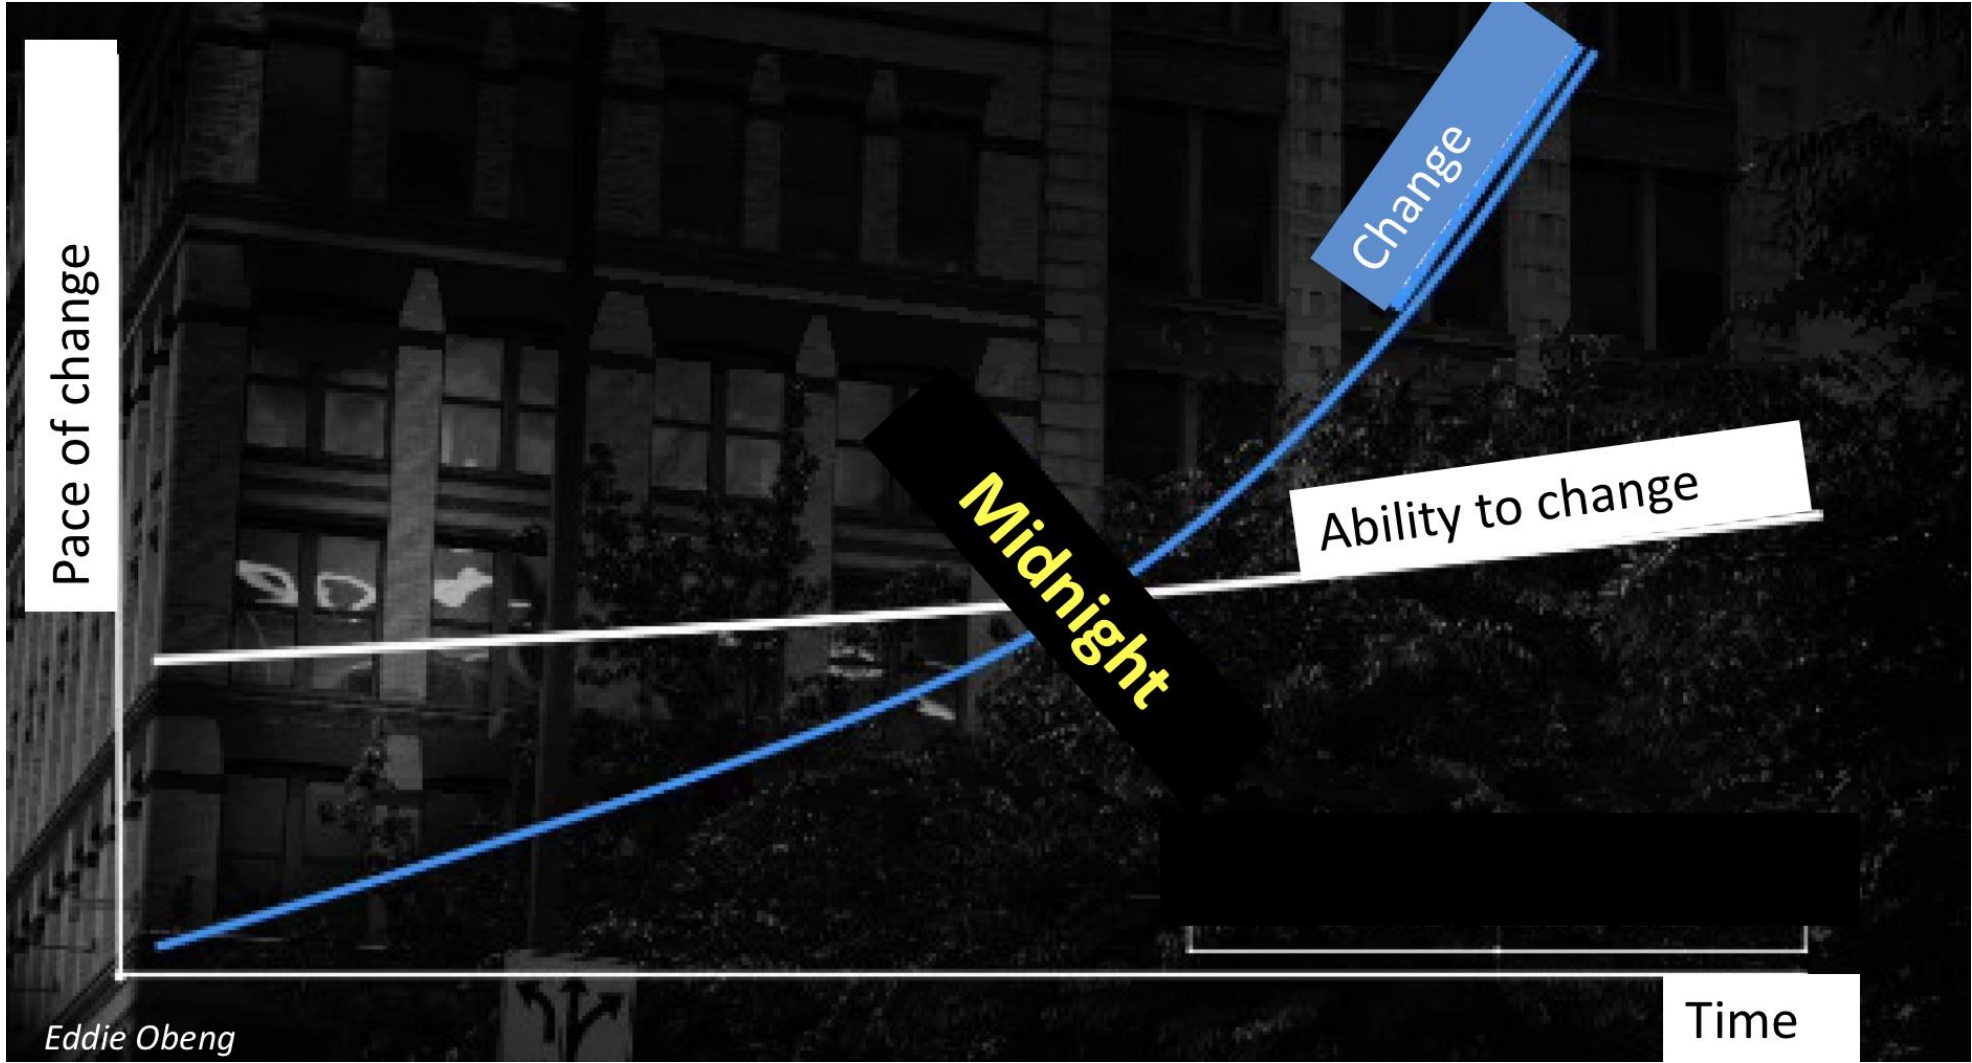 Pace of change
Change
Ability to change
Midnight
Time
Eddie Obeng